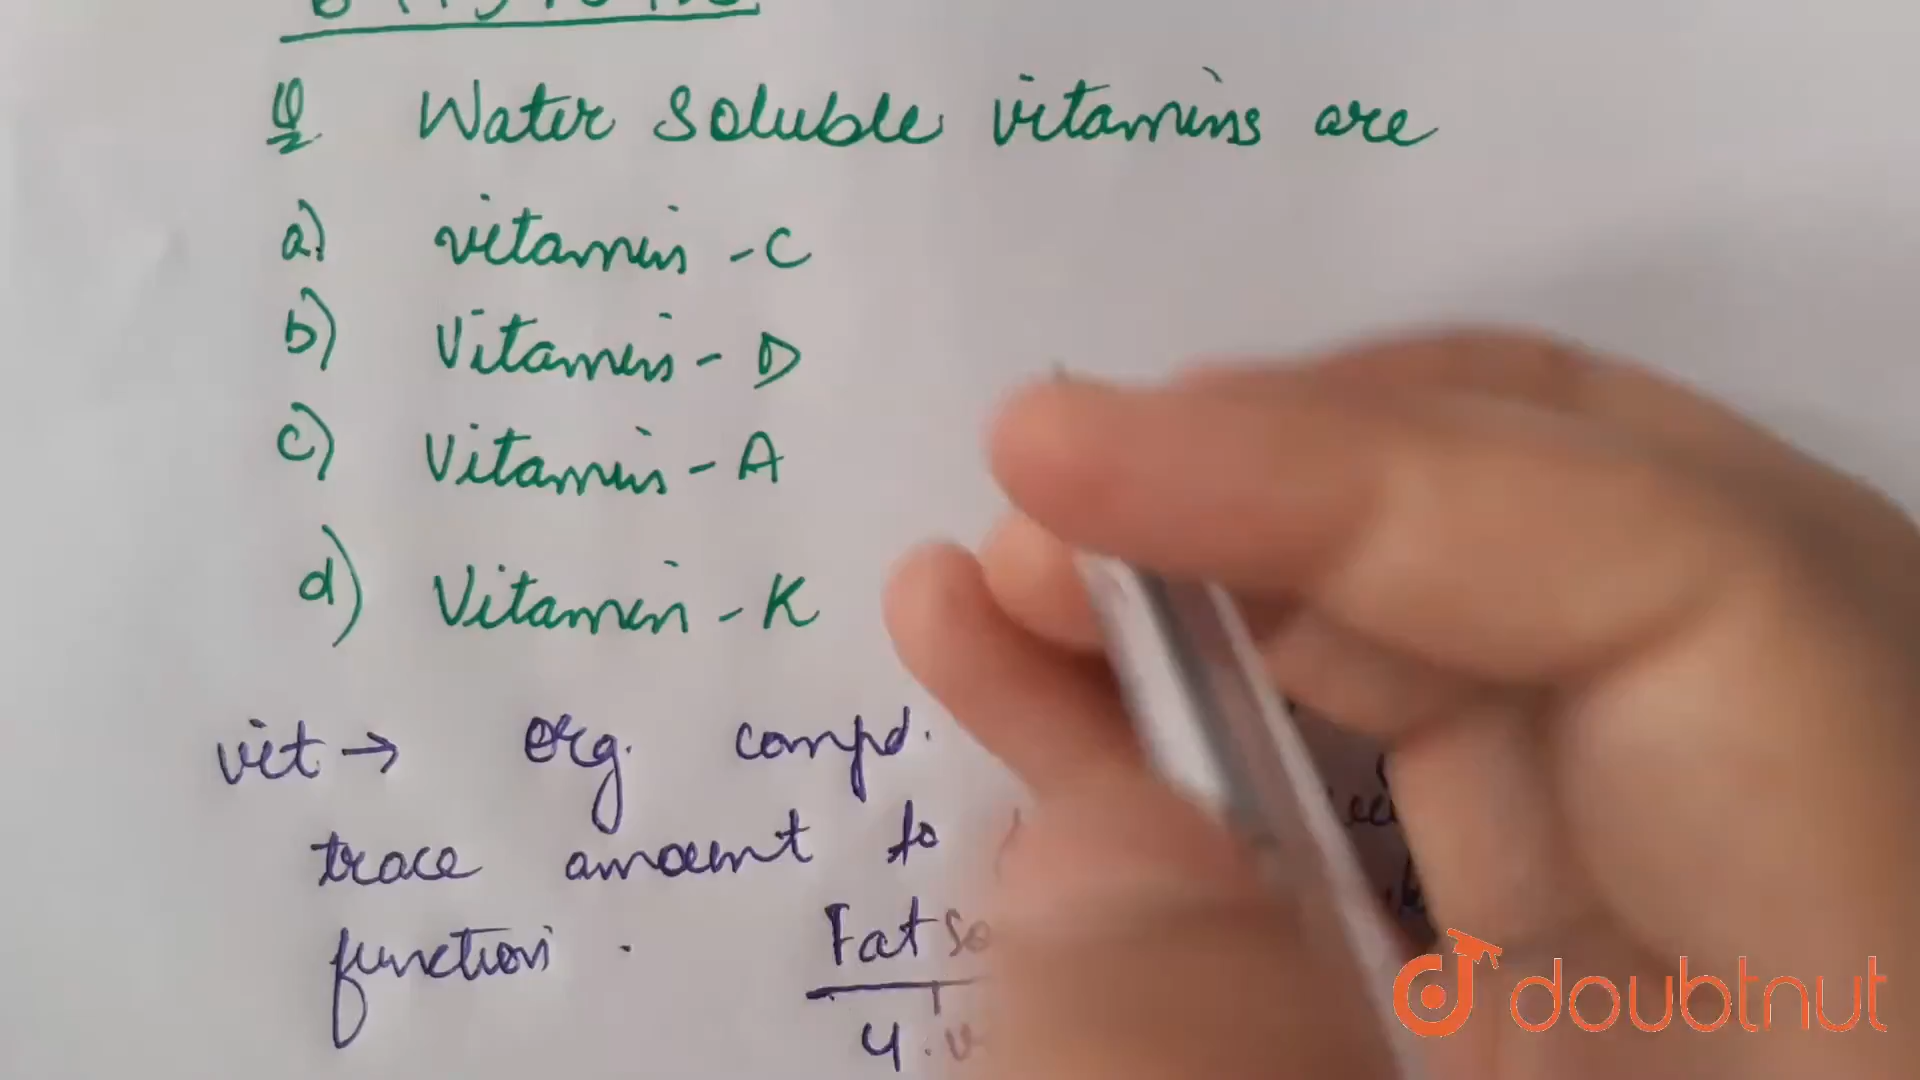 Q Water soluble vitamins are
a) vitamin - C
b) Vitamin - D
c) Vitamin - A
d) Vitamin - K
vit → Org. compd.
trace amount to
function.
Fat so
4. v
doubtnut